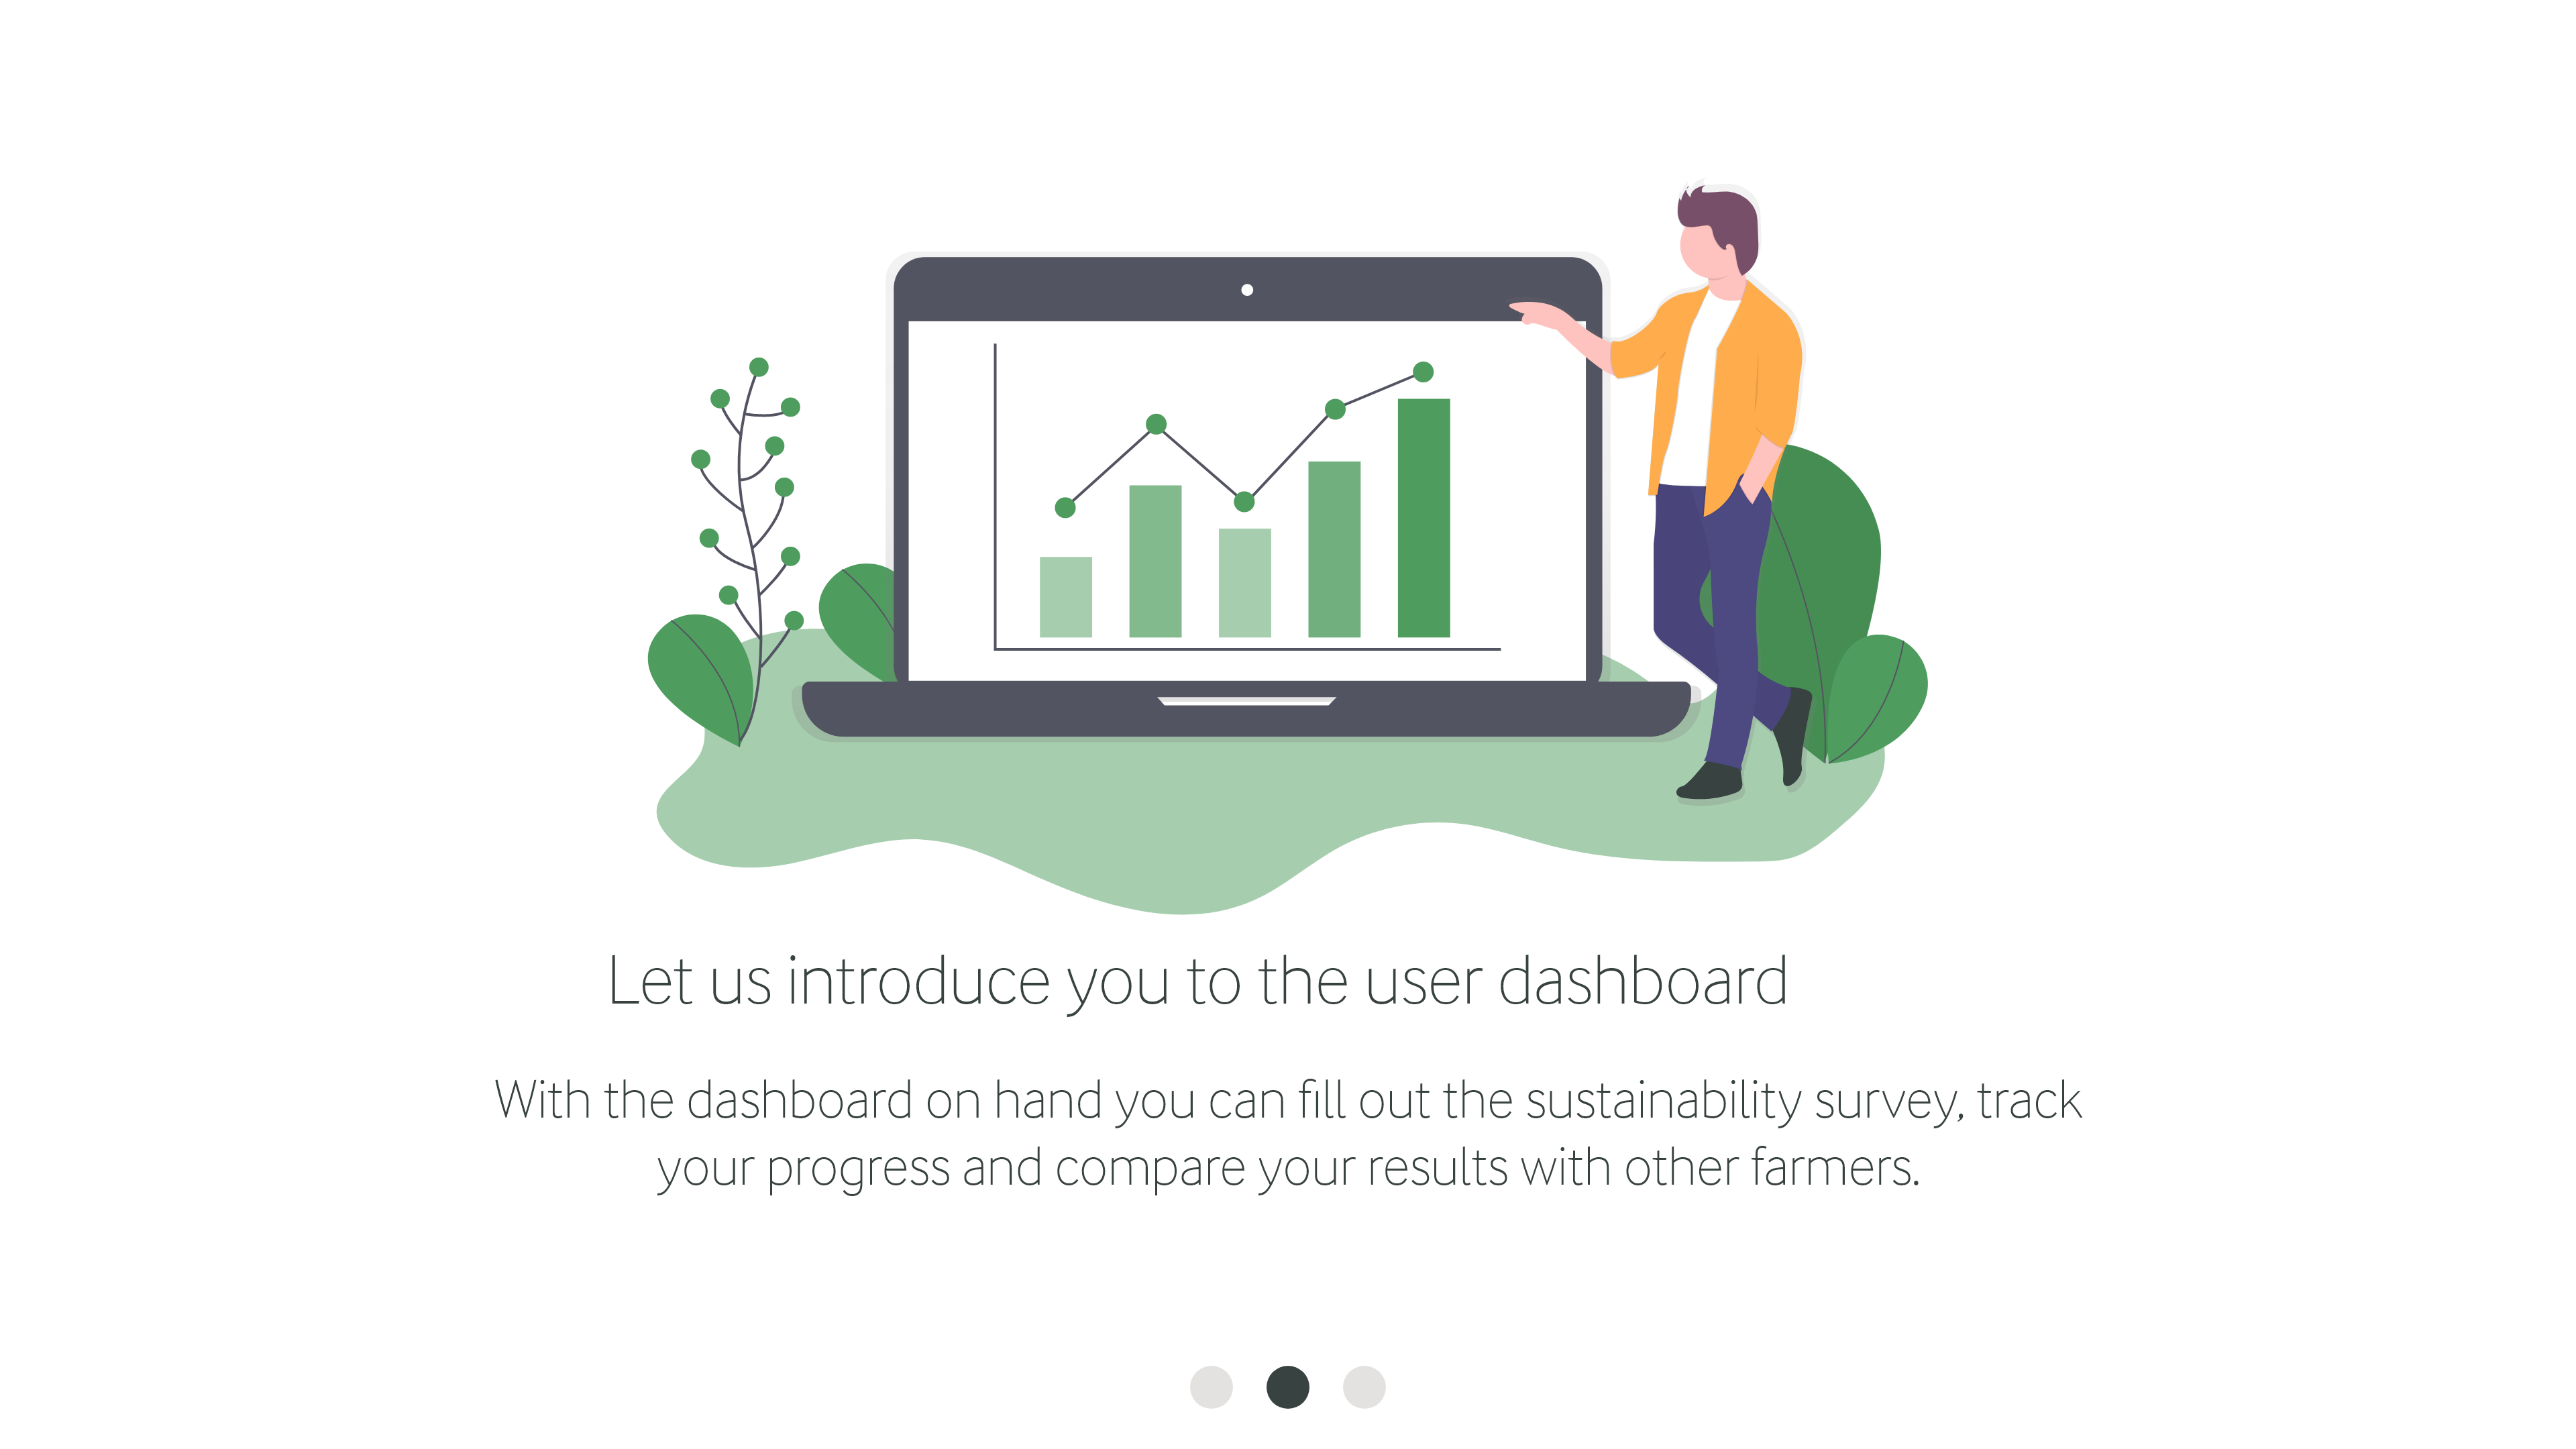 Let us introduce you to the user dashboard
With the dashboard on hand you can fill out the sustainability survey, track
your progress and compare your results with other farmers.